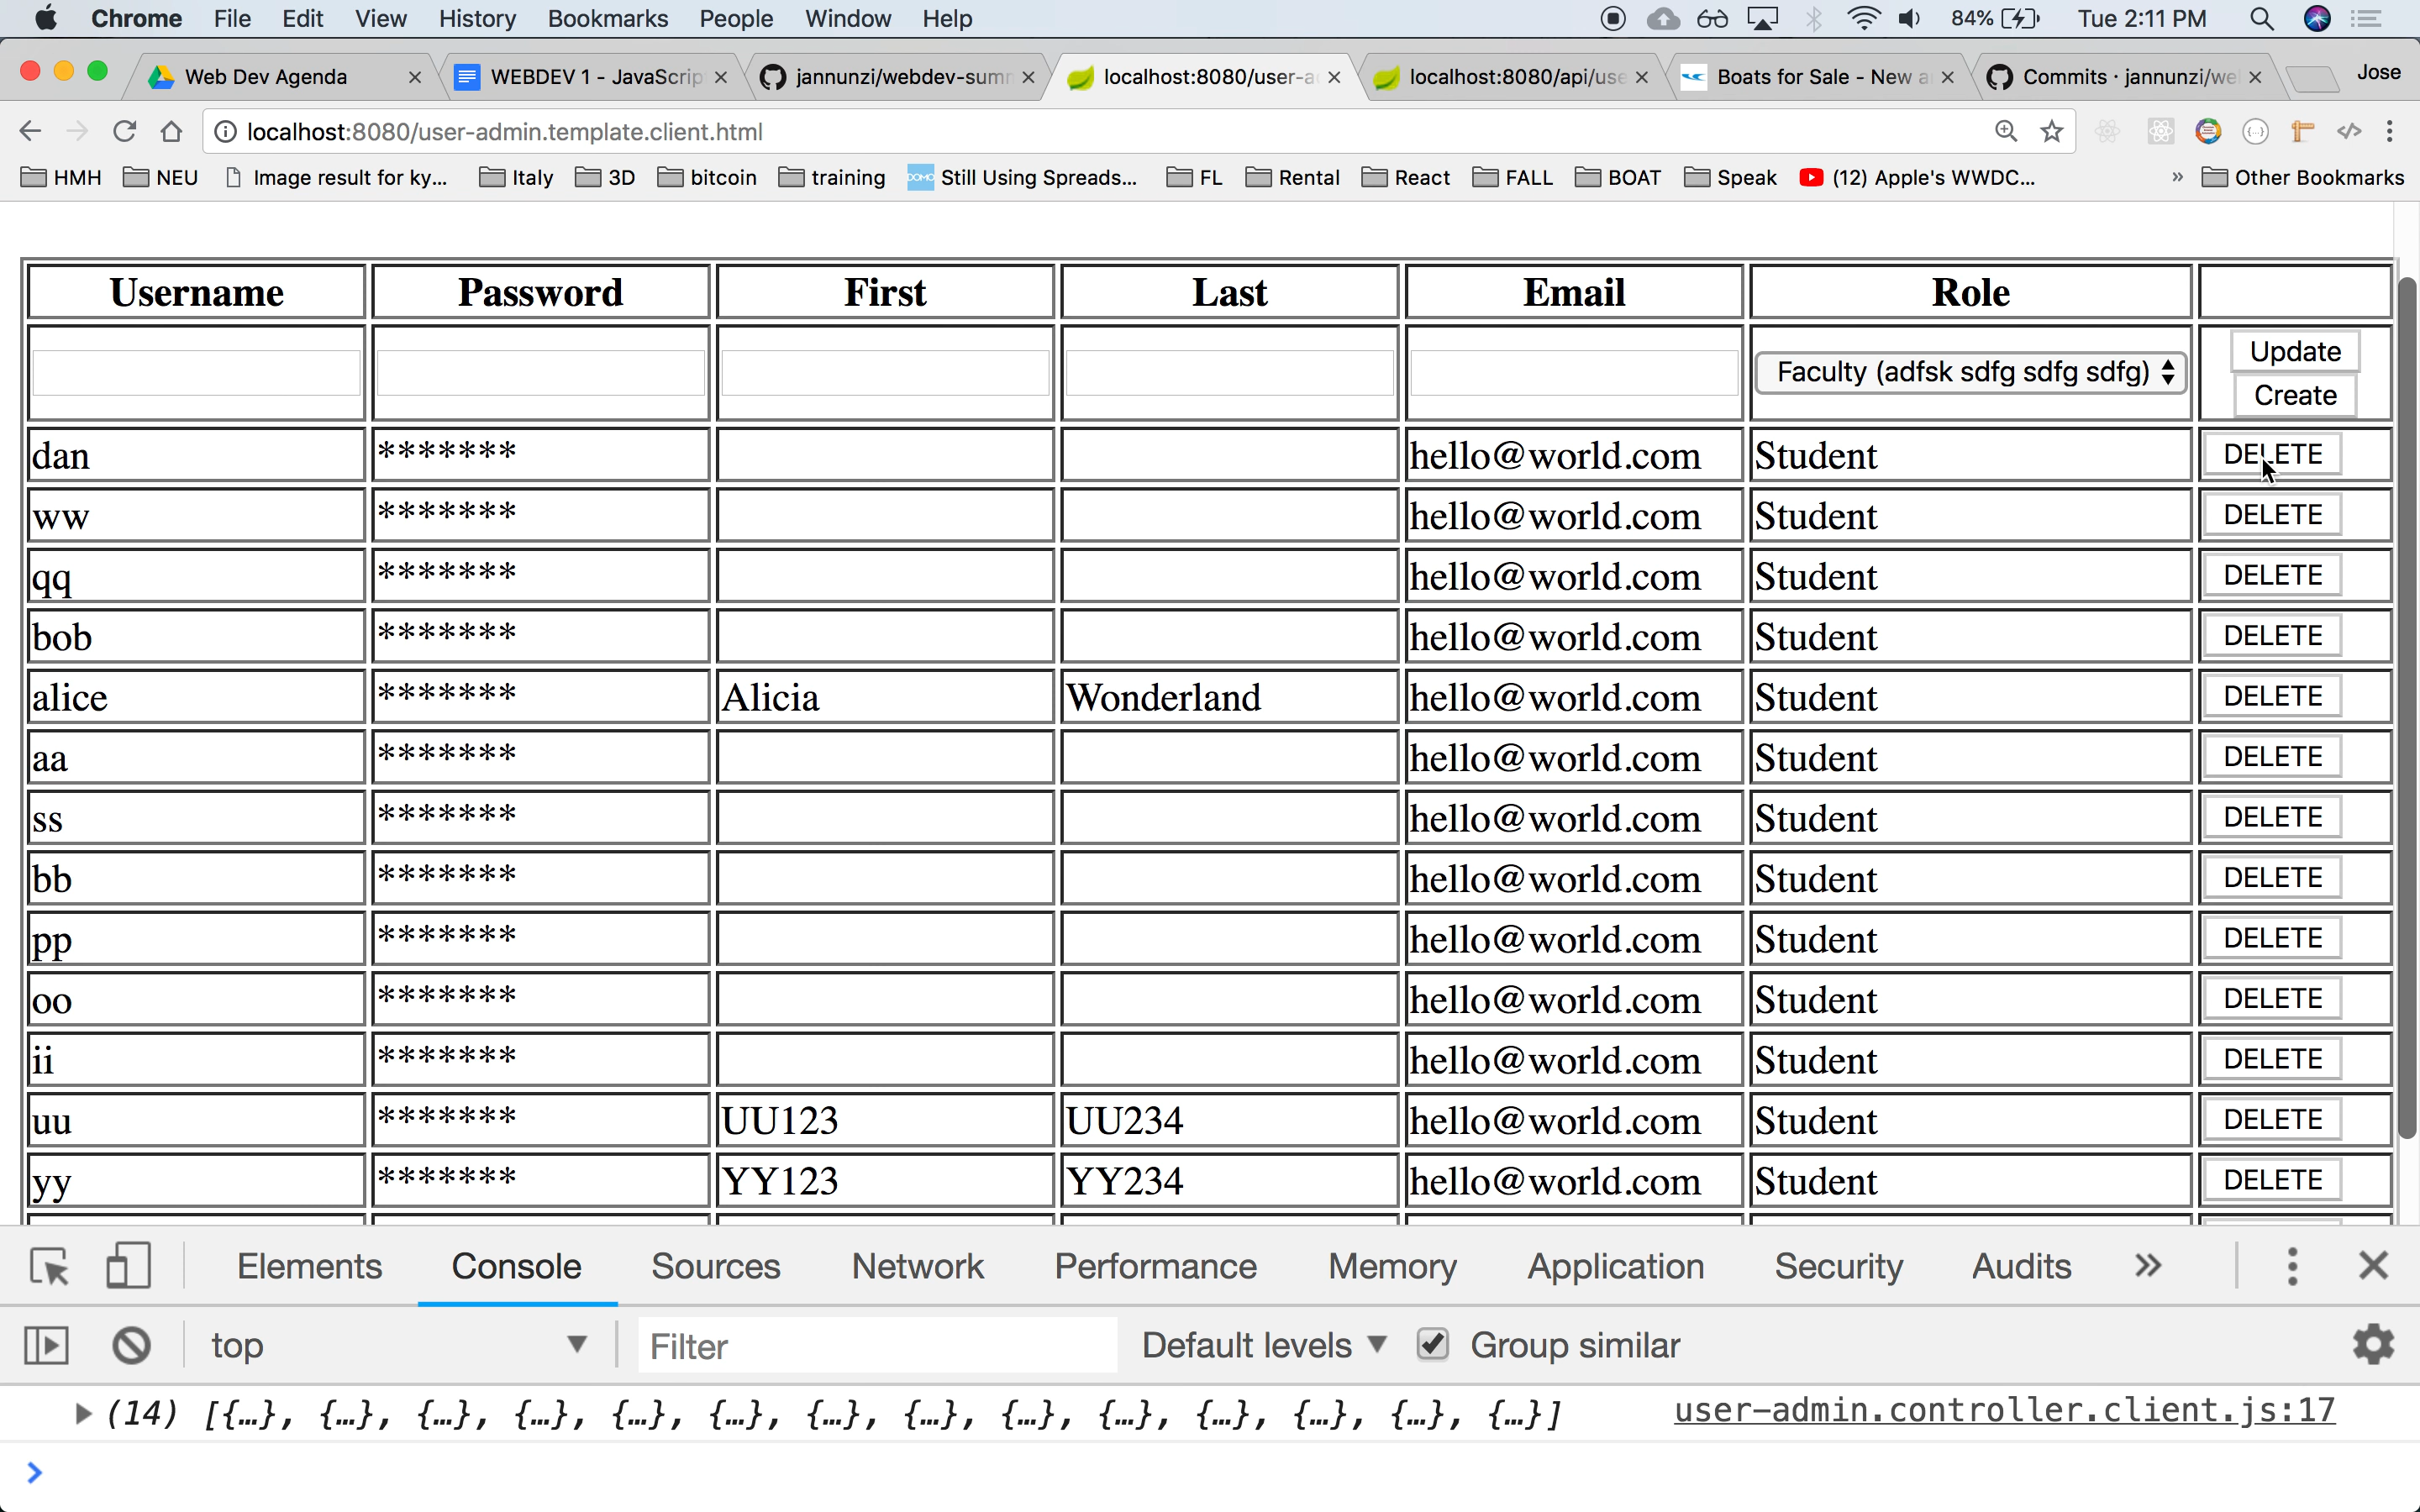 Chrome File Edit View History Bookmarks People Window Help 84% Tue 2:11 PM
Web Dev Agenda WEBDEV 1 - JavaScrip jannunzi/webdev-sum localhost:8080/user-a localhost:8080/api/use Boats for Sale - New a Commits · jannunzi/we Jose
localhost:8080/user-admin.template.client.html
HMH NEU Image result for ky... Italy 3D bitcoin training DOMO Still Using Spreads... FL Rental React FALL BOAT Speak (12) Apple's WWDC... » Other Bookmarks
Username Password First Last Email Role
Faculty (adfsk sdfg sdfg sdfg) Update
Create
dan ******* hello@world.com Student DELETE
ww ******* hello@world.com Student DELETE
qq ******* hello@world.com Student DELETE
bob ******* hello@world.com Student DELETE
alice ******* Alicia Wonderland hello@world.com Student DELETE
aa ******* hello@world.com Student DELETE
ss ******* hello@world.com Student DELETE
bb ******* hello@world.com Student DELETE
pp ******* hello@world.com Student DELETE
oo ******* hello@world.com Student DELETE
ii ******* hello@world.com Student DELETE
uu ******* UU123 UU234 hello@world.com Student DELETE
yy ******* YY123 YY234 hello@world.com Student DELETE
Elements Console Sources Network Performance Memory Application Security Audits »
top Filter Default levels Group similar
(14) [{…}, {…}, {…}, {…}, {…}, {…}, {…}, {…}, {…}, {…}, {…}, {…}, {…}, {…}] user-admin.controller.client.js:17